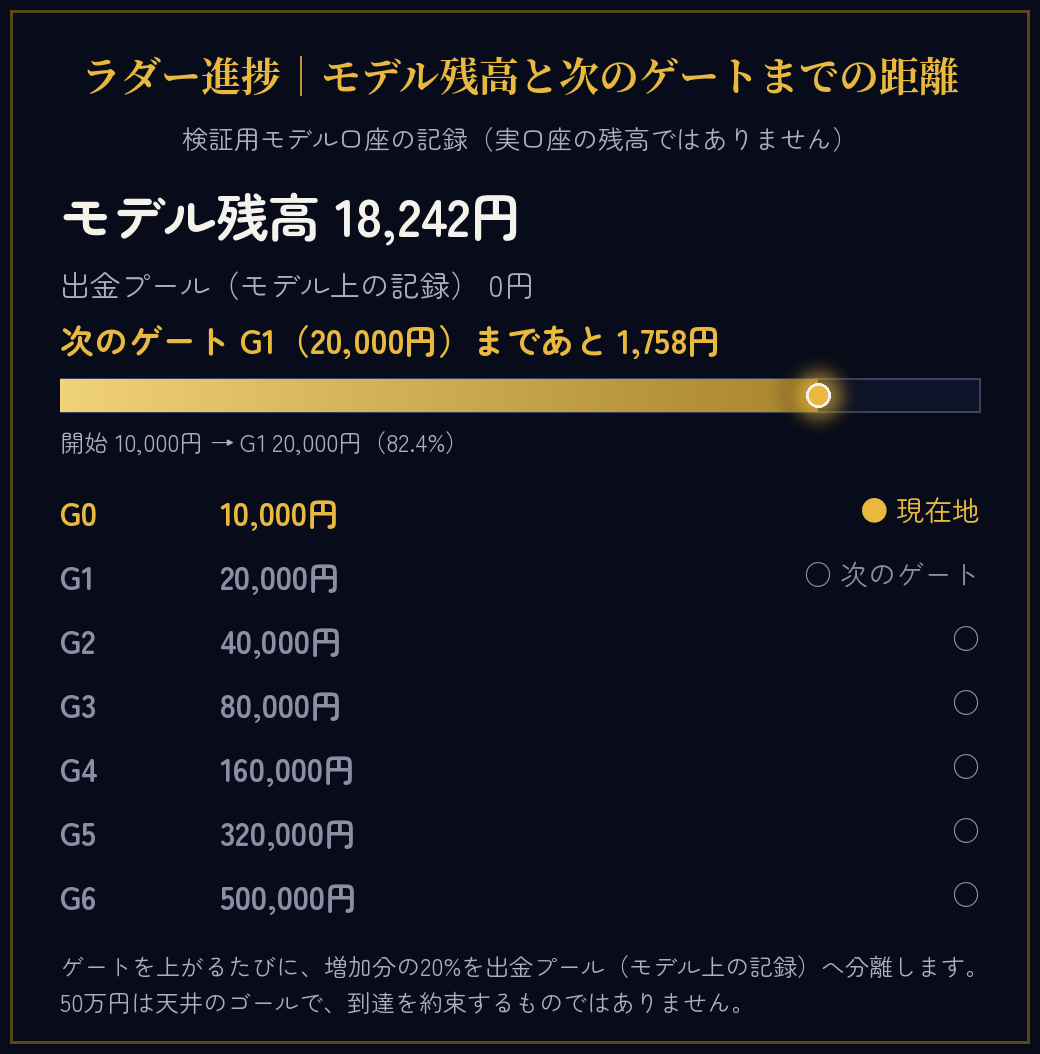 ラダー進捗｜モデル残高と次のゲートまでの距離
検証用モデル口座の記録（実口座の残高ではありません）
モデル残高 18,242円
出金プール（モデル上の記録） 0円
次のゲート G1（20,000円）まであと 1,758円
開始 10,000円 → G1 20,000円（82.4%）
G0 10,000円 ● 現在地
G1 20,000円 ○ 次のゲート
G2 40,000円 ○
G3 80,000円 ○
G4 160,000円 ○
G5 320,000円 ○
G6 500,000円 ○
ゲートを上がるたびに、増加分の20%を出金プール（モデル上の記録）へ分離します。
50万円は天井のゴールで、到達を約束するものではありません。